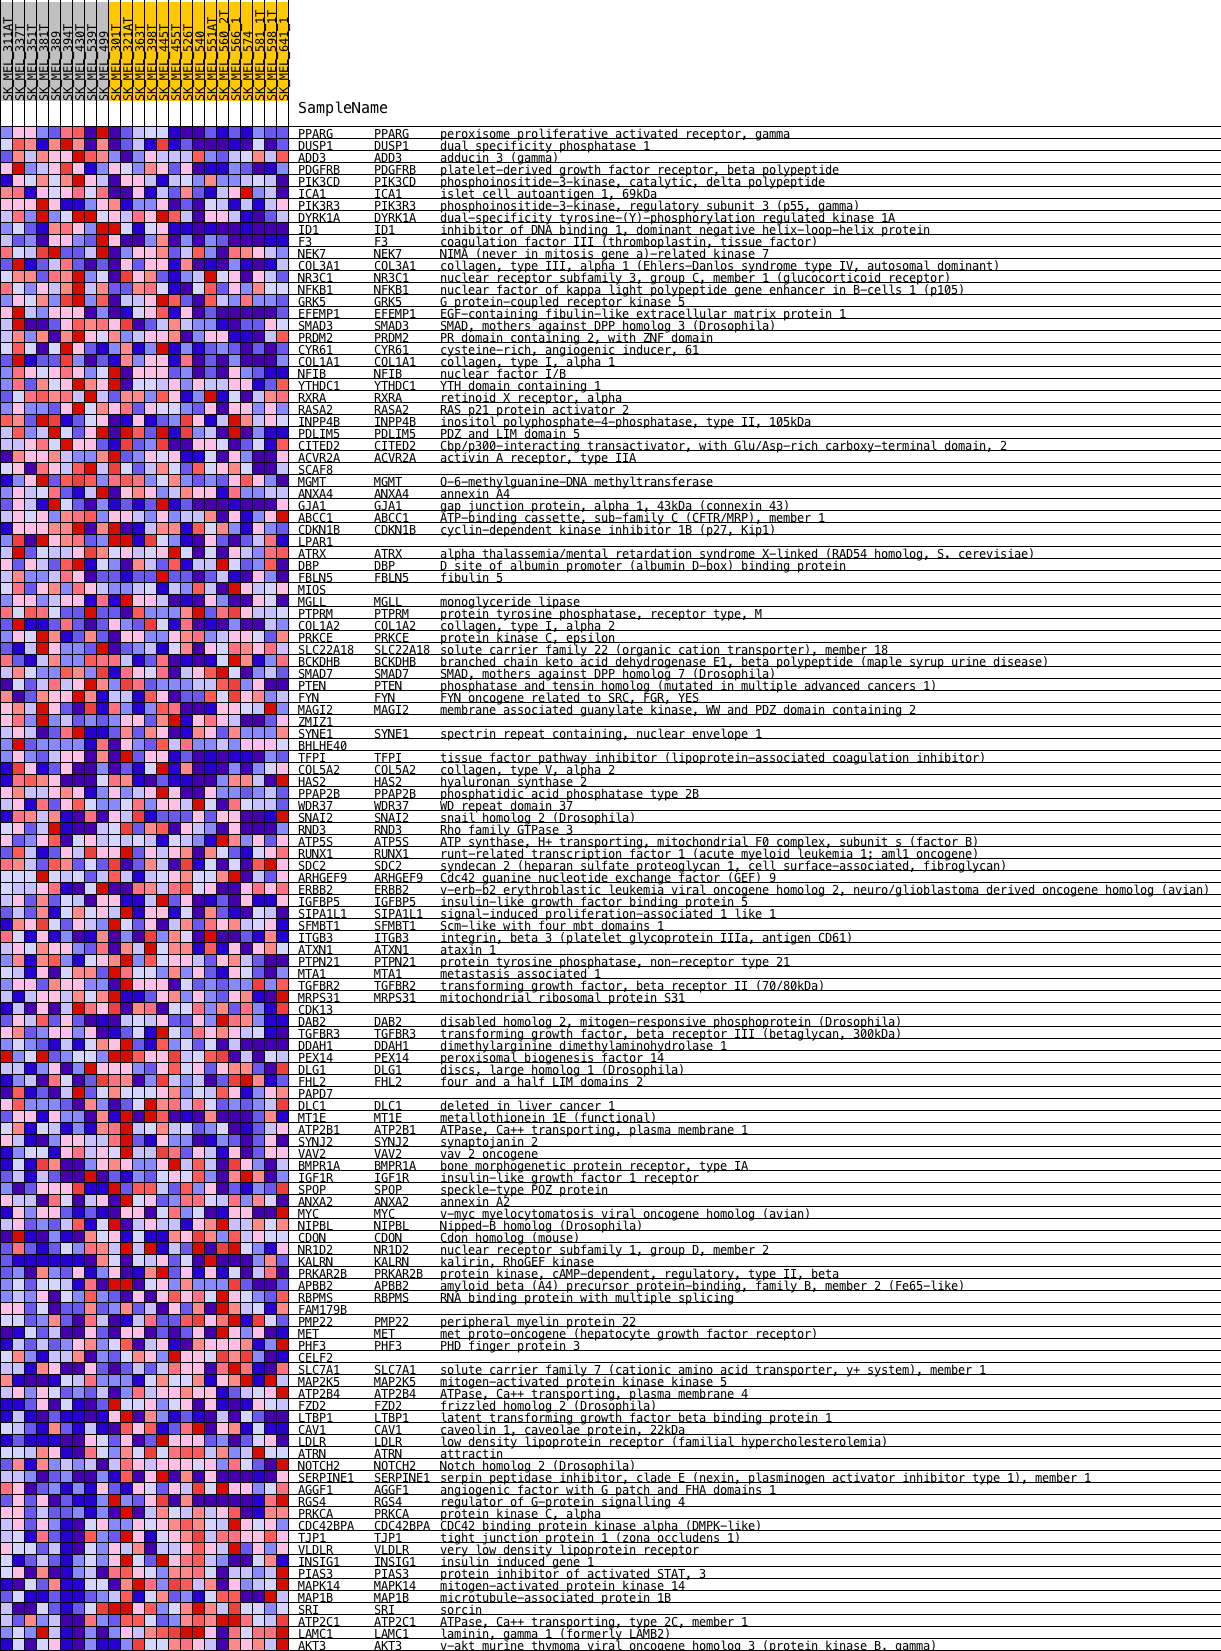 SK_MEL_311AT
SK_MEL_337T
SK_MEL_351T
SK_MEL_381T
SK_MEL_389
SK_MEL_394T
SK_MEL_430T
SK_MEL_539T
SK_MEL_499
SK_MEL_301T
SK_MEL_321AT
SK_MEL_363T
SK_MEL_398T
SK_MEL_445T
SK_MEL_455T
SK_MEL_526T
SK_MEL_540
SK_MEL_551AT
SK_MEL_560_2T
SK_MEL_566_1
SK_MEL_574
SK_MEL_581_1T
SK_MEL_598_1T
SK_MEL_641_1
SampleName
PPARG PPARG peroxisome proliferative activated receptor, gamma
DUSP1 DUSP1 dual specificity phosphatase 1
ADD3 ADD3 adducin 3 (gamma)
PDGFRB PDGFRB platelet-derived growth factor receptor, beta polypeptide
PIK3CD PIK3CD phosphoinositide-3-kinase, catalytic, delta polypeptide
ICA1 ICA1 islet cell autoantigen 1, 69kDa
PIK3R3 PIK3R3 phosphoinositide-3-kinase, regulatory subunit 3 (p55, gamma)
DYRK1A DYRK1A dual-specificity tyrosine-(Y)-phosphorylation regulated kinase 1A
ID1 ID1 inhibitor of DNA binding 1, dominant negative helix-loop-helix protein
F3 F3 coagulation factor III (thromboplastin, tissue factor)
NEK7 NEK7 NIMA (never in mitosis gene a)-related kinase 7
COL3A1 COL3A1 collagen, type III, alpha 1 (Ehlers-Danlos syndrome type IV, autosomal dominant)
NR3C1 NR3C1 nuclear receptor subfamily 3, group C, member 1 (glucocorticoid receptor)
NFKB1 NFKB1 nuclear factor of kappa light polypeptide gene enhancer in B-cells 1 (p105)
GRK5 GRK5 G protein-coupled receptor kinase 5
EFEMP1 EFEMP1 EGF-containing fibulin-like extracellular matrix protein 1
SMAD3 SMAD3 SMAD, mothers against DPP homolog 3 (Drosophila)
PRDM2 PRDM2 PR domain containing 2, with ZNF domain
CYR61 CYR61 cysteine-rich, angiogenic inducer, 61
COL1A1 COL1A1 collagen, type I, alpha 1
NFIB NFIB nuclear factor I/B
YTHDC1 YTHDC1 YTH domain containing 1
RXRA RXRA retinoid X receptor, alpha
RASA2 RASA2 RAS p21 protein activator 2
INPP4B INPP4B inositol polyphosphate-4-phosphatase, type II, 105kDa
PDLIM5 PDLIM5 PDZ and LIM domain 5
CITED2 CITED2 Cbp/p300-interacting transactivator, with Glu/Asp-rich carboxy-terminal domain, 2
ACVR2A ACVR2A activin A receptor, type IIA
SCAF8
MGMT MGMT O-6-methylguanine-DNA methyltransferase
ANXA4 ANXA4 annexin A4
GJA1 GJA1 gap junction protein, alpha 1, 43kDa (connexin 43)
ABCC1 ABCC1 ATP-binding cassette, sub-family C (CFTR/MRP), member 1
CDKN1B CDKN1B cyclin-dependent kinase inhibitor 1B (p27, Kip1)
LPAR1
ATRX ATRX alpha thalassemia/mental retardation syndrome X-linked (RAD54 homolog, S. cerevisiae)
DBP DBP D site of albumin promoter (albumin D-box) binding protein
FBLN5 FBLN5 fibulin 5
MIOS
MGLL MGLL monoglyceride lipase
PTPRM PTPRM protein tyrosine phosphatase, receptor type, M
COL1A2 COL1A2 collagen, type I, alpha 2
PRKCE PRKCE protein kinase C, epsilon
SLC22A18 SLC22A18 solute carrier family 22 (organic cation transporter), member 18
BCKDHB BCKDHB branched chain keto acid dehydrogenase E1, beta polypeptide (maple syrup urine disease)
SMAD7 SMAD7 SMAD, mothers against DPP homolog 7 (Drosophila)
PTEN PTEN phosphatase and tensin homolog (mutated in multiple advanced cancers 1)
FYN FYN FYN oncogene related to SRC, FGR, YES
MAGI2 MAGI2 membrane associated guanylate kinase, WW and PDZ domain containing 2
ZMIZ1
SYNE1 SYNE1 spectrin repeat containing, nuclear envelope 1
BHLHE40
TFPI TFPI tissue factor pathway inhibitor (lipoprotein-associated coagulation inhibitor)
COL5A2 COL5A2 collagen, type V, alpha 2
HAS2 HAS2 hyaluronan synthase 2
PPAP2B PPAP2B phosphatidic acid phosphatase type 2B
WDR37 WDR37 WD repeat domain 37
SNAI2 SNAI2 snail homolog 2 (Drosophila)
RND3 RND3 Rho family GTPase 3
ATP5S ATP5S ATP synthase, H+ transporting, mitochondrial F0 complex, subunit s (factor B)
RUNX1 RUNX1 runt-related transcription factor 1 (acute myeloid leukemia 1; aml1 oncogene)
SDC2 SDC2 syndecan 2 (heparan sulfate proteoglycan 1, cell surface-associated, fibroglycan)
ARHGEF9 ARHGEF9 Cdc42 guanine nucleotide exchange factor (GEF) 9
ERBB2 ERBB2 v-erb-b2 erythroblastic leukemia viral oncogene homolog 2, neuro/glioblastoma derived oncogene homolog (avian)
IGFBP5 IGFBP5 insulin-like growth factor binding protein 5
SIPA1L1 SIPA1L1 signal-induced proliferation-associated 1 like 1
SFMBT1 SFMBT1 Scm-like with four mbt domains 1
ITGB3 ITGB3 integrin, beta 3 (platelet glycoprotein IIIa, antigen CD61)
ATXN1 ATXN1 ataxin 1
PTPN21 PTPN21 protein tyrosine phosphatase, non-receptor type 21
MTA1 MTA1 metastasis associated 1
TGFBR2 TGFBR2 transforming growth factor, beta receptor II (70/80kDa)
MRPS31 MRPS31 mitochondrial ribosomal protein S31
CDK13
DAB2 DAB2 disabled homolog 2, mitogen-responsive phosphoprotein (Drosophila)
TGFBR3 TGFBR3 transforming growth factor, beta receptor III (betaglycan, 300kDa)
DDAH1 DDAH1 dimethylarginine dimethylaminohydrolase 1
PEX14 PEX14 peroxisomal biogenesis factor 14
DLG1 DLG1 discs, large homolog 1 (Drosophila)
FHL2 FHL2 four and a half LIM domains 2
PAPD7
DLC1 DLC1 deleted in liver cancer 1
MT1E MT1E metallothionein 1E (functional)
ATP2B1 ATP2B1 ATPase, Ca++ transporting, plasma membrane 1
SYNJ2 SYNJ2 synaptojanin 2
VAV2 VAV2 vav 2 oncogene
BMPR1A BMPR1A bone morphogenetic protein receptor, type IA
IGF1R IGF1R insulin-like growth factor 1 receptor
SPOP SPOP speckle-type POZ protein
ANXA2 ANXA2 annexin A2
MYC MYC v-myc myelocytomatosis viral oncogene homolog (avian)
NIPBL NIPBL Nipped-B homolog (Drosophila)
CDON CDON Cdon homolog (mouse)
NR1D2 NR1D2 nuclear receptor subfamily 1, group D, member 2
KALRN KALRN kalirin, RhoGEF kinase
PRKAR2B PRKAR2B protein kinase, cAMP-dependent, regulatory, type II, beta
APBB2 APBB2 amyloid beta (A4) precursor protein-binding, family B, member 2 (Fe65-like)
RBPMS RBPMS RNA binding protein with multiple splicing
FAM179B
PMP22 PMP22 peripheral myelin protein 22
MET MET met proto-oncogene (hepatocyte growth factor receptor)
PHF3 PHF3 PHD finger protein 3
CELF2
SLC7A1 SLC7A1 solute carrier family 7 (cationic amino acid transporter, y+ system), member 1
MAP2K5 MAP2K5 mitogen-activated protein kinase kinase 5
ATP2B4 ATP2B4 ATPase, Ca++ transporting, plasma membrane 4
FZD2 FZD2 frizzled homolog 2 (Drosophila)
LTBP1 LTBP1 latent transforming growth factor beta binding protein 1
CAV1 CAV1 caveolin 1, caveolae protein, 22kDa
LDLR LDLR low density lipoprotein receptor (familial hypercholesterolemia)
ATRN ATRN attractin
NOTCH2 NOTCH2 Notch homolog 2 (Drosophila)
SERPINE1 SERPINE1 serpin peptidase inhibitor, clade E (nexin, plasminogen activator inhibitor type 1), member 1
AGGF1 AGGF1 angiogenic factor with G patch and FHA domains 1
RGS4 RGS4 regulator of G-protein signalling 4
PRKCA PRKCA protein kinase C, alpha
CDC42BPA CDC42BPA CDC42 binding protein kinase alpha (DMPK-like)
TJP1 TJP1 tight junction protein 1 (zona occludens 1)
VLDLR VLDLR very low density lipoprotein receptor
INSIG1 INSIG1 insulin induced gene 1
PIAS3 PIAS3 protein inhibitor of activated STAT, 3
MAPK14 MAPK14 mitogen-activated protein kinase 14
MAP1B MAP1B microtubule-associated protein 1B
SRI SRI sorcin
ATP2C1 ATP2C1 ATPase, Ca++ transporting, type 2C, member 1
LAMC1 LAMC1 laminin, gamma 1 (formerly LAMB2)
AKT3 AKT3 v-akt murine thymoma viral oncogene homolog 3 (protein kinase B, gamma)